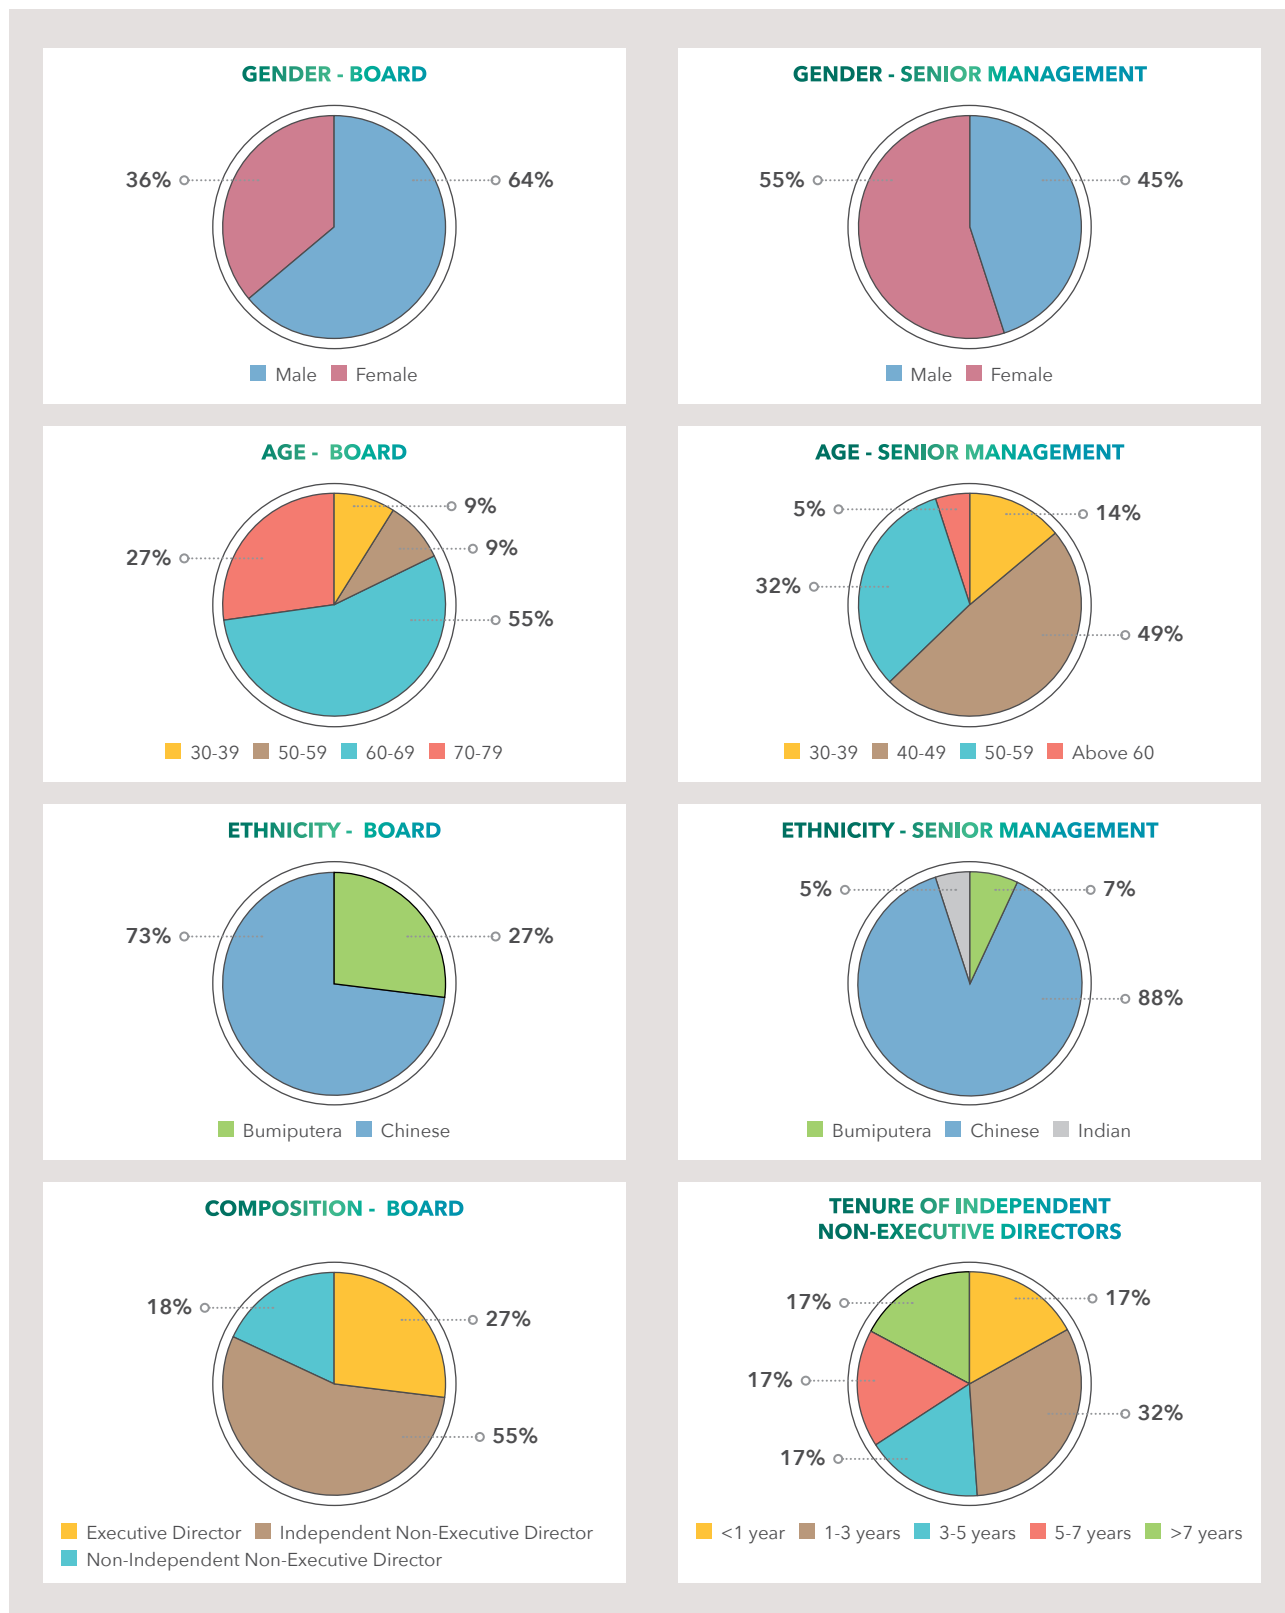 GENDER - BOARD
36%
64%
Male Female
GENDER - SENIOR MANAGEMENT
55%
45%
Male Female
AGE - BOARD
9%
9%
27%
55%
30-39 50-59 60-69 70-79
AGE - SENIOR MANAGEMENT
5%
14%
32%
49%
30-39 40-49 50-59 Above 60
ETHNICITY - BOARD
73%
27%
Bumiputera Chinese
ETHNICITY - SENIOR MANAGEMENT
5%
7%
88%
Bumiputera Chinese Indian
COMPOSITION - BOARD
18%
27%
55%
Executive Director Independent Non-Executive Director
Non-Independent Non-Executive Director
TENURE OF INDEPENDENT
NON-EXECUTIVE DIRECTORS
17%
17%
17%
32%
17%
<1 year 1-3 years 3-5 years 5-7 years >7 years